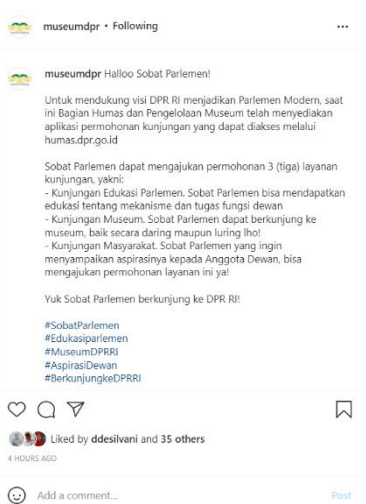 museumdpr • Following
museumdpr Halloo Sobat Parlemen!
Untuk mendukung visi DPR RI menjadikan Parlemen Modern, saat
ini Bagian Humas dan Pengelolaan Museum telah menyediakan
aplikasi permohonan kunjungan yang dapat diakses melalui
humas.dpr.go.id
Sobat Parlemen dapat mengajukan permohonan 3 (tiga) layanan
kunjungan, yakni:
- Kunjungan Edukasi Parlemen. Sobat Parlemen bisa mendapatkan
edukasi tentang mekanisme dan tugas fungsi dewan
- Kunjungan Museum. Sobat Parlemen dapat berkunjung ke
museum, baik secara daring maupun luring lho!
- Kunjungan Masyarakat. Sobat Parlemen yang ingin
menyampaikan aspirasinya kepada Anggota Dewan, bisa
mengajukan permohonan layanan ini ya!
Yuk Sobat Parlemen berkunjung ke DPR RI!
#SobatParlemen
#Edukasiparlemen
#MuseumDPRRI
#AspirasiDewan
#BerkunjungkeDPRRI
Liked by ddesilvani and 35 others
4 HOURS AGO
Add a comment... Post